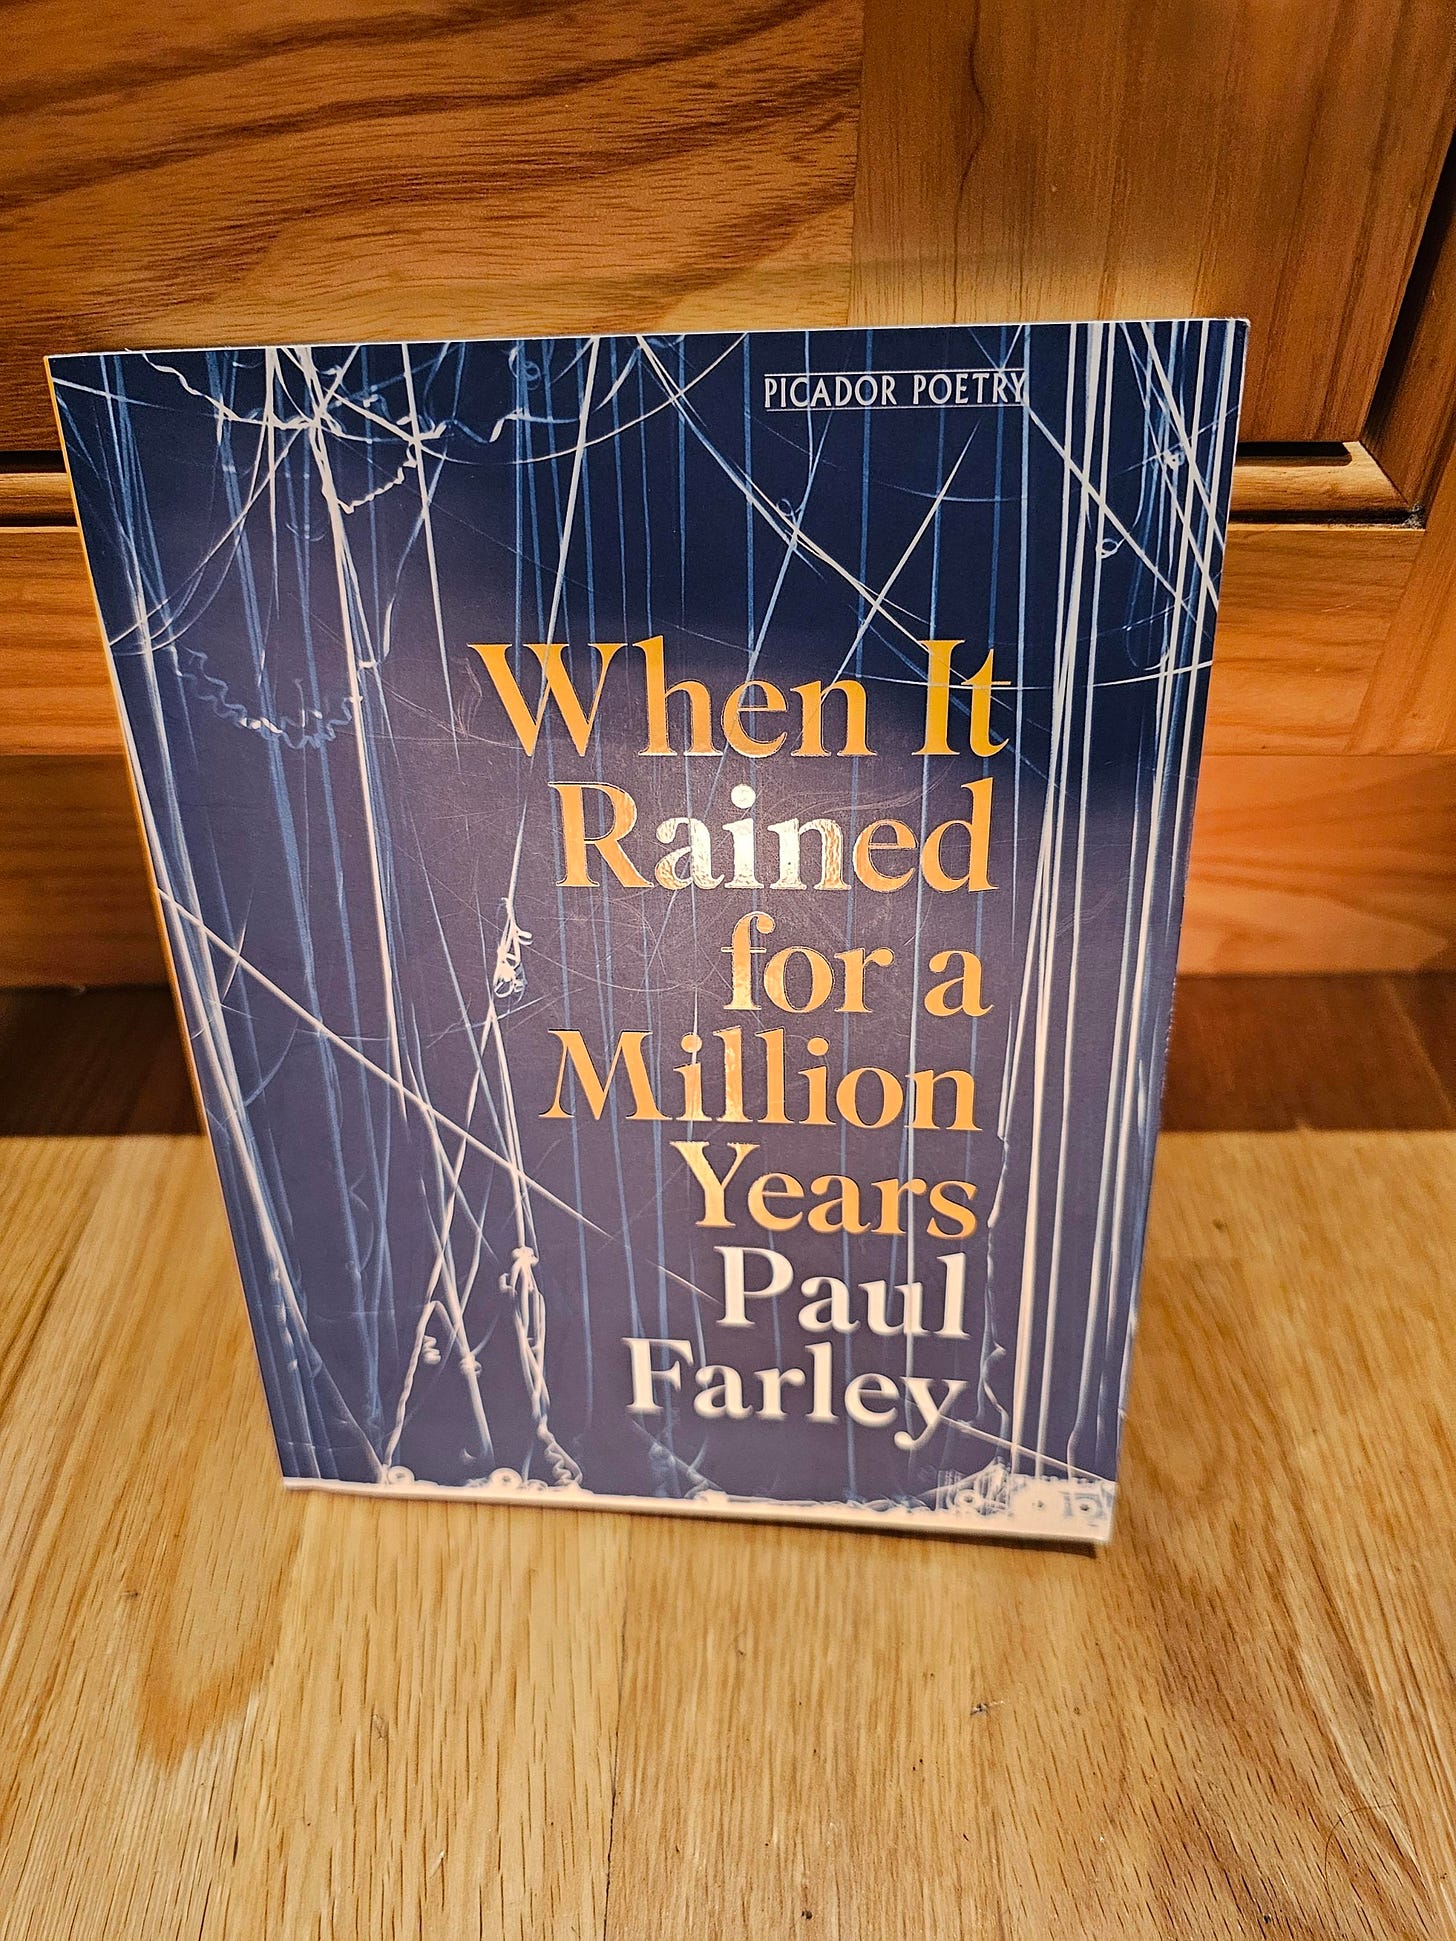 PICADOR POETRY
When It
Rained
for a
Million
Years
Paul
Farley